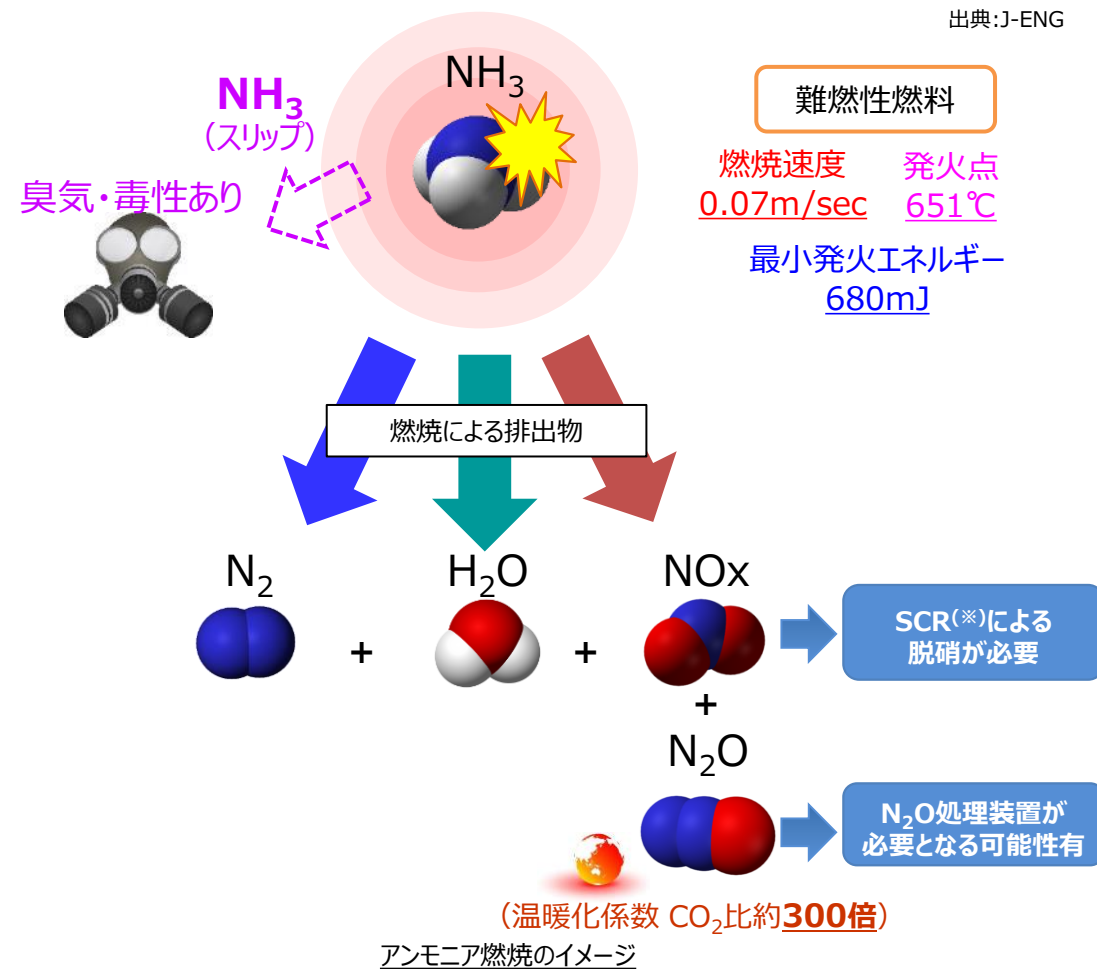 出典:J-ENG
NH3
NH3
(スリップ)
臭気・毒性あり
難燃性燃料
燃焼速度
0.07m/sec
発火点
651℃
最小発火エネルギー
680mJ
燃焼による排出物
N2
+
H2O
+
NOx
SCR(※)による
脱硝が必要
+
N2O
N2O処理装置が
必要となる可能性有
(温暖化係数 CO2比約300倍)
アンモニア燃焼のイメージ